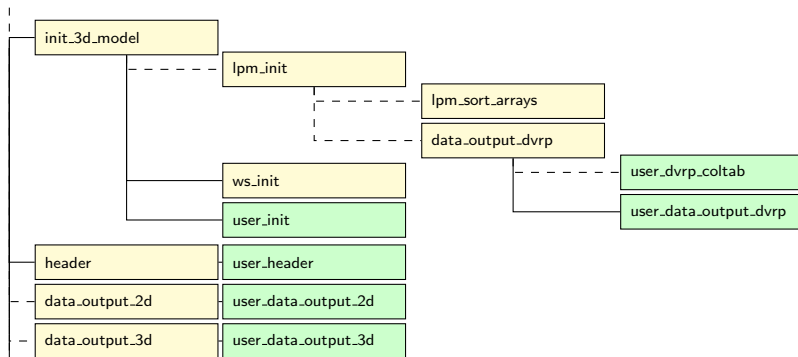 init_3d_model
lpm_init
lpm_sort_arrays
data_output_dvrp
user_dvrp_coltab
ws_init
user_data_output_dvrp
user_init
header
user_header
data_output_2d
user_data_output_2d
data_output_3d
user_data_output_3d